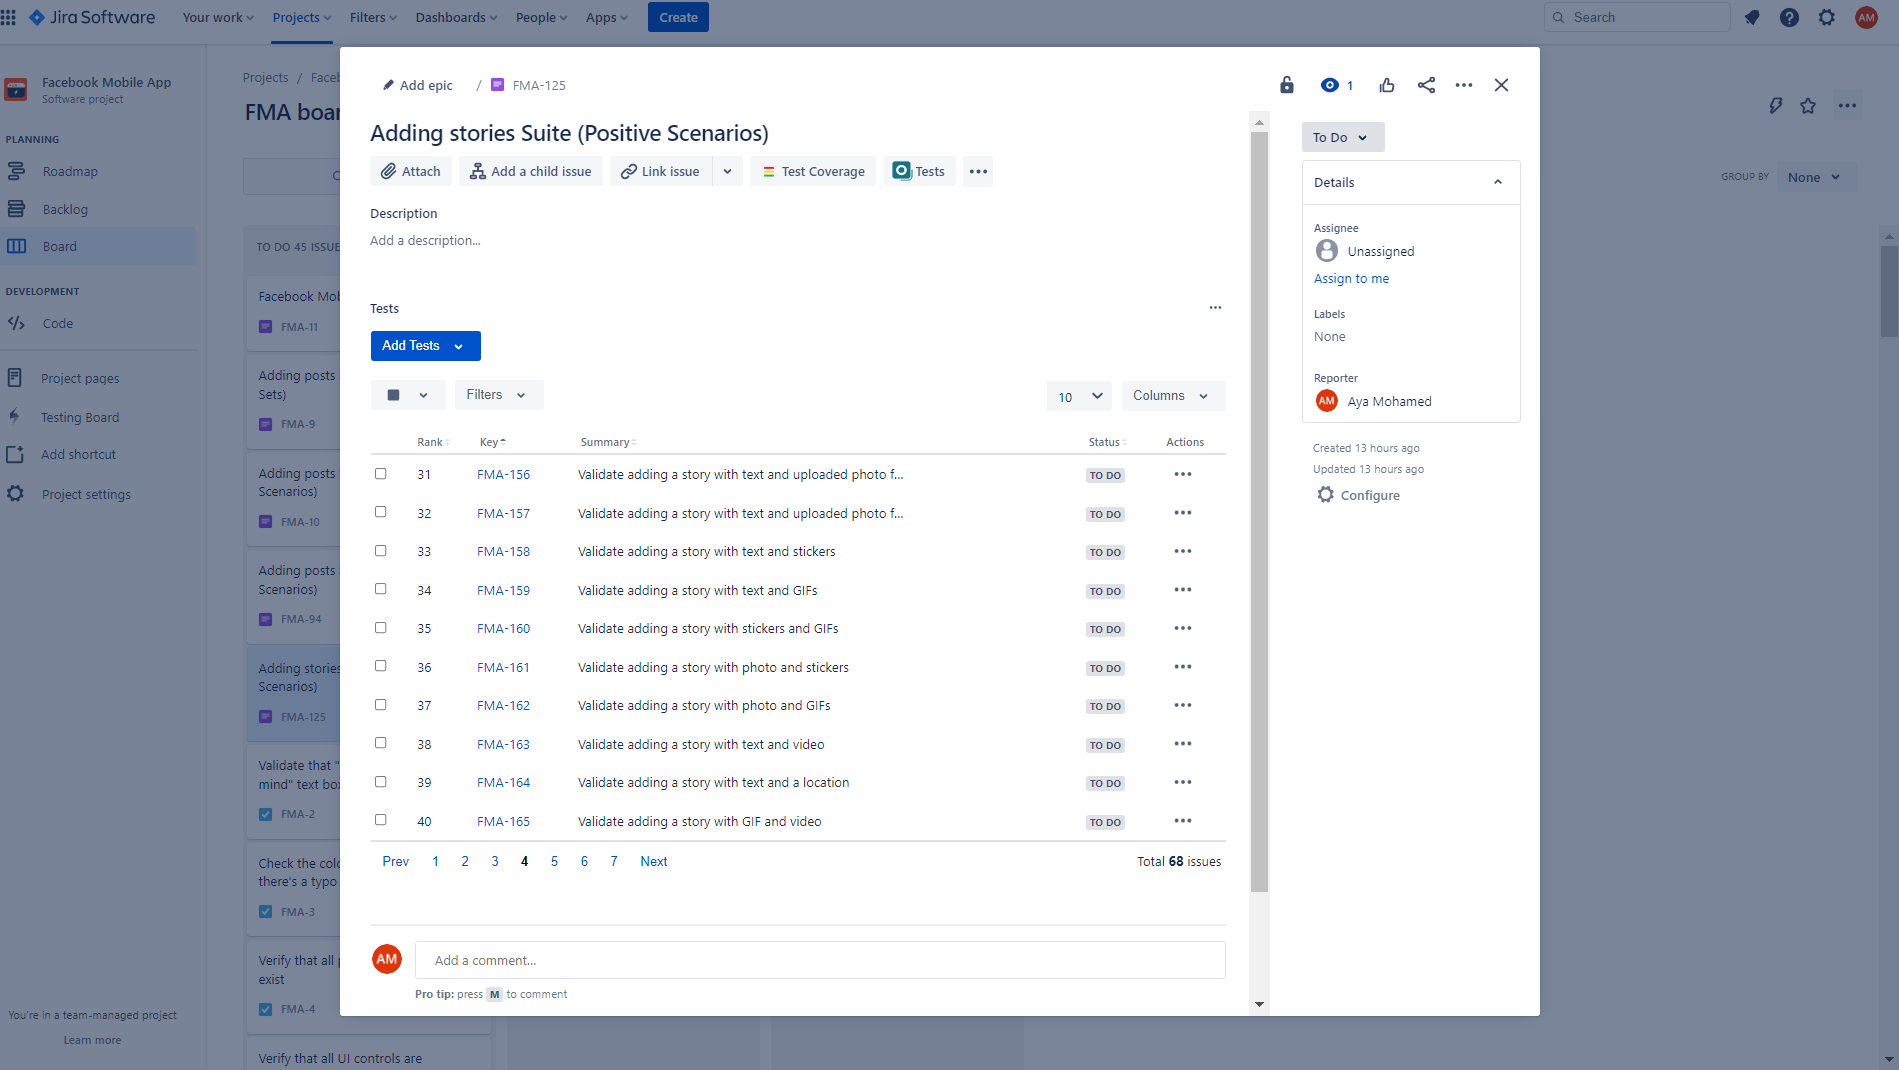 Jira Software
Your work
Projects
Filters
Dashboards
People
Apps
Create
Search
AM
Facebook Mobile App
Software project
PLANNING
Roadmap
Backlog
Board
DEVELOPMENT
Code
Project pages
Testing Board
Add shortcut
Project settings
You're in a team-managed project
Learn more
Projects / Faceb
FMA boar
GROUP BY None
TO DO 45 ISSUE
Facebook Mob
FMA-11
Adding posts
Sets)
FMA-9
Adding posts
Scenarios)
FMA-10
Adding posts
Scenarios)
FMA-94
Adding stories
Scenarios)
FMA-125
Validate that "
mind" text box
FMA-2
Check the colo
there's a typo
FMA-3
Verify that all
exist
FMA-4
Verify that all UI controls are
Add epic / FMA-125
1
Adding stories Suite (Positive Scenarios)
Attach
Add a child issue
Link issue
Test Coverage
Tests
Description
Add a description...
Tests
Add Tests
Filters
10
Columns
Rank Key Summary Status Actions
31 FMA-156 Validate adding a story with text and uploaded photo f... TO DO
32 FMA-157 Validate adding a story with text and uploaded photo f... TO DO
33 FMA-158 Validate adding a story with text and stickers TO DO
34 FMA-159 Validate adding a story with text and GIFs TO DO
35 FMA-160 Validate adding a story with stickers and GIFs TO DO
36 FMA-161 Validate adding a story with photo and stickers TO DO
37 FMA-162 Validate adding a story with photo and GIFs TO DO
38 FMA-163 Validate adding a story with text and video TO DO
39 FMA-164 Validate adding a story with text and a location TO DO
40 FMA-165 Validate adding a story with GIF and video TO DO
Prev 1 2 3 4 5 6 7 Next Total 68 issues
AM Add a comment...
Pro tip: press M to comment
To Do
Details
Assignee
Unassigned
Assign to me
Labels
None
Reporter
AM Aya Mohamed
Created 13 hours ago
Updated 13 hours ago
Configure